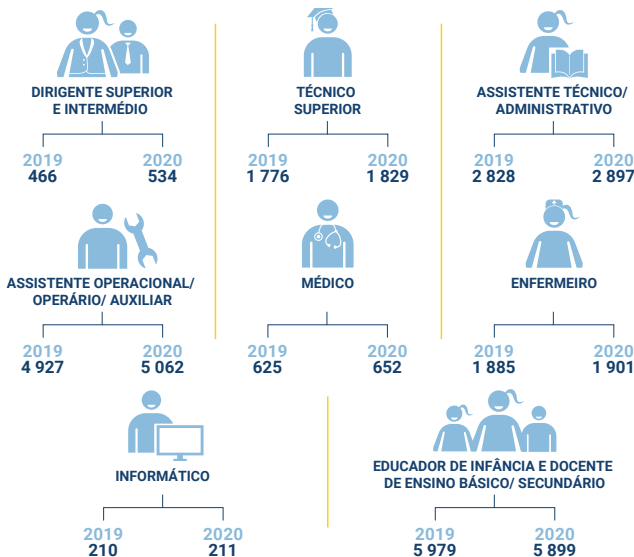 DIRIGENTE SUPERIOR
E INTERMÉDIO
2019
466
2020
534
TÉCNICO
SUPERIOR
2019
1 776
2020
1 829
ASSISTENTE TÉCNICO/
ADMINISTRATIVO
2019
2 828
2020
2 897
ASSISTENTE OPERACIONAL/
OPERÁRIO/ AUXILIAR
2019
4 927
2020
5 062
MÉDICO
2019
625
2020
652
ENFERMEIRO
2019
1 885
2020
1 901
INFORMÁTICO
2019
210
2020
211
EDUCADOR DE INFÂNCIA E DOCENTE
DE ENSINO BÁSICO/ SECUNDÁRIO
2019
5 979
2020
5 899